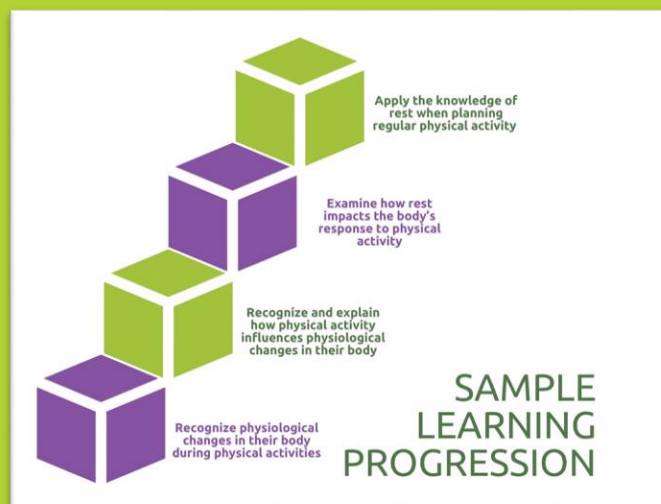 Apply the knowledge of
rest when planning
regular physical activity
Examine how rest
impacts the body's
response to physical
activity
Recognize and explain
how physical activity
influences physiological
changes in their body
Recognize physiological
changes in their body
during physical activities
SAMPLE
LEARNING
PROGRESSION